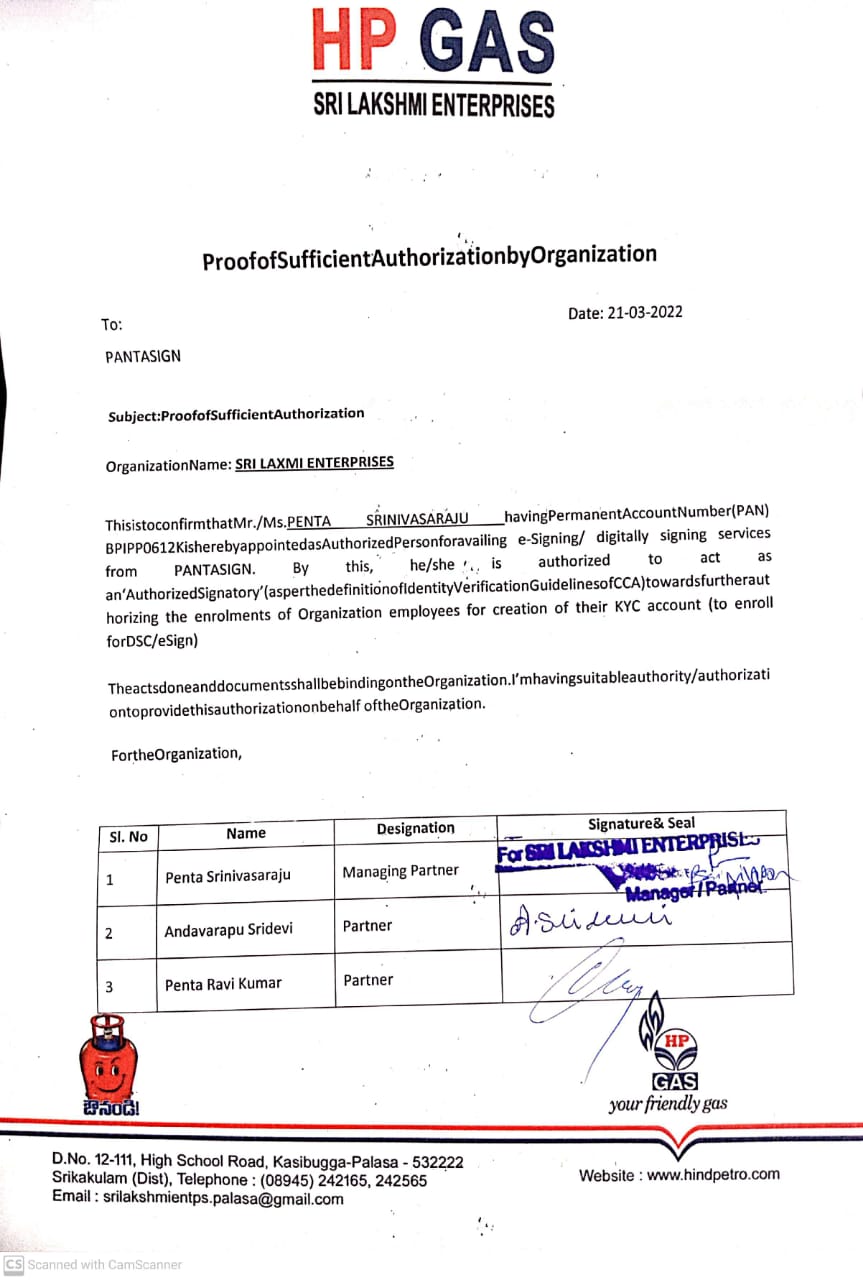 HP GAS
SRI LAKSHMI ENTERPRISES
ProofofSufficientAuthorizationbyOrganization
Date: 21-03-2022
To:
PANTASIGN
Subject:ProofofSufficientAuthorization
OrganizationName: SRI LAXMI ENTERPRISES
ThisistoconfirmthatMr./Ms.PENTA SRINIVASARAJU havingPermanentAccountNumber(PAN)
BPIPP0612KisherebyappointedasAuthorizedPersonforavailing e-Signing/ digitally signing services
from PANTASIGN. By this, he/she is authorized to act as
an‘AuthorizedSignatory’(asperthedefinitionofIdentityVerificationGuidelinesofCCA)towardsfurtheraut
horizing the enrolments of Organization employees for creation of their KYC account (to enroll
forDSC/eSign)
TheactsdoneanddocumentsshallbebindingontheOrganization.I’mhavingsuitableauthority/authorizati
ontoprovidethisauthorizationonbehalf oftheOrganization.
FortheOrganization,
Sl. No Name Designation Signature& Seal
For SRI LAKSHMI ENTERPRISES
1 Penta Srinivasaraju Managing Partner
Manager / Partner
2 Andavarapu Sridevi Partner A.Sridevi
3 Penta Ravi Kumar Partner
HP
GAS
your friendly gas
ఔనండి!
D.No. 12-111, High School Road, Kasibugga-Palasa - 532222
Srikakulam (Dist), Telephone : (08945) 242165, 242565
Email : srilakshmientps.palasa@gmail.com
Website : www.hindpetro.com
CS Scanned with CamScanner